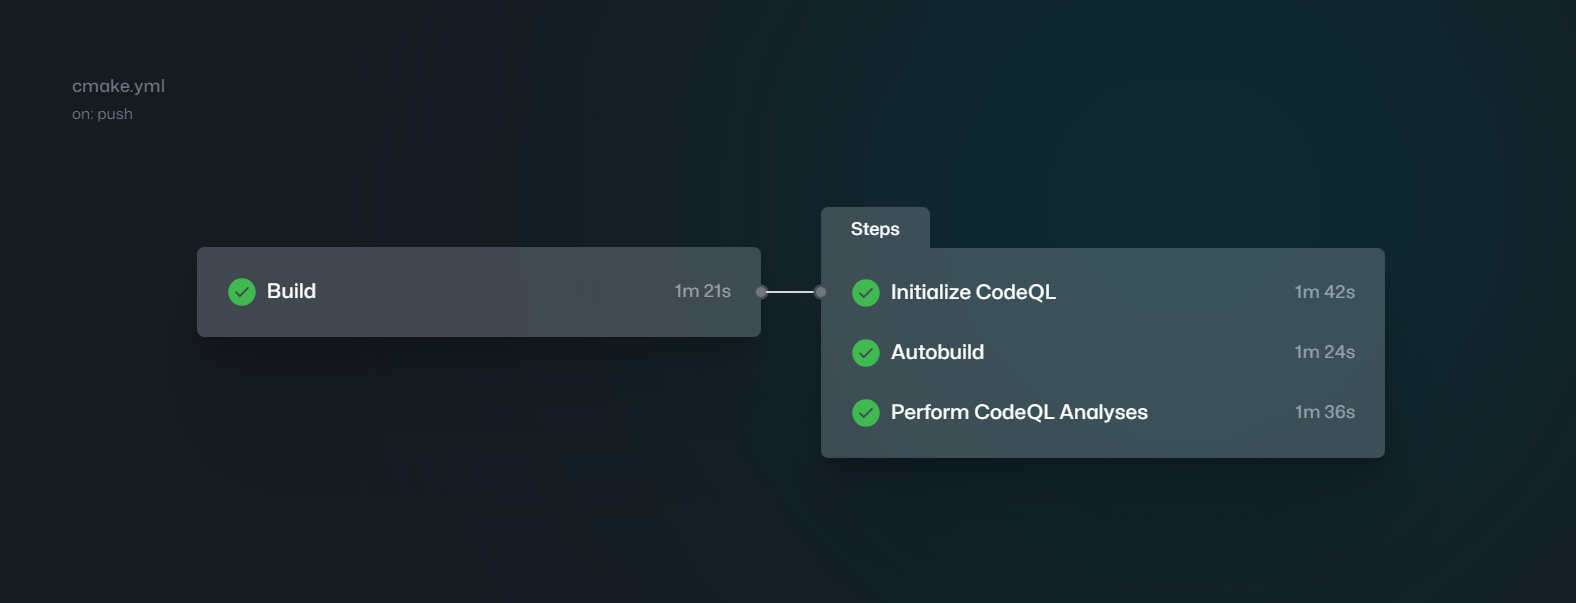 cmake.yml
on: push
Build 1m 21s
Steps
Initialize CodeQL 1m 42s
Autobuild 1m 24s
Perform CodeQL Analyses 1m 36s